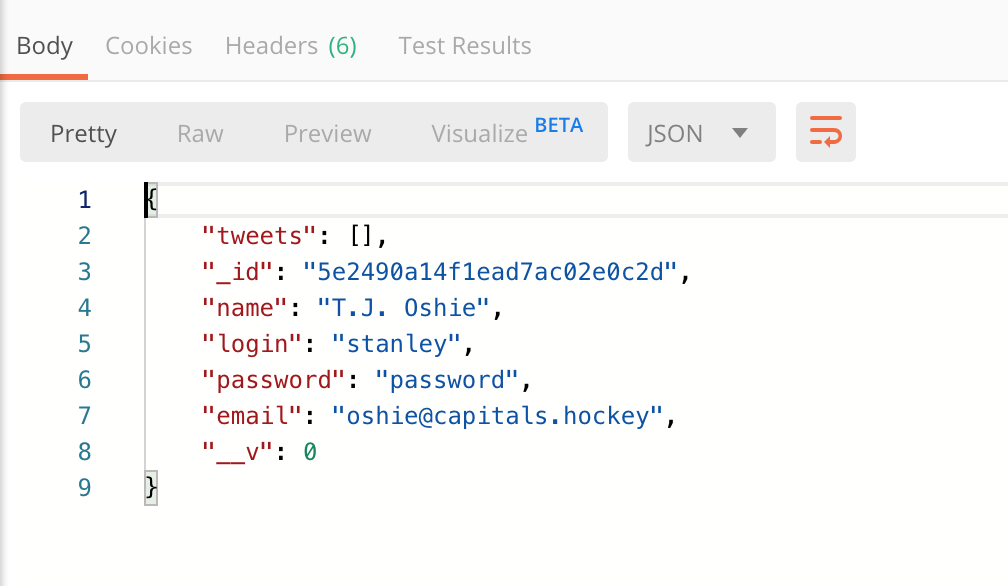 Body Cookies Headers (6) Test Results
Pretty Raw Preview Visualize BETA JSON
1 {
2 "tweets": [],
3 "_id": "5e2490a14f1ead7ac02e0c2d",
4 "name": "T.J. Oshie",
5 "login": "stanley",
6 "password": "password",
7 "email": "oshie@capitals.hockey",
8 "__v": 0
9 }